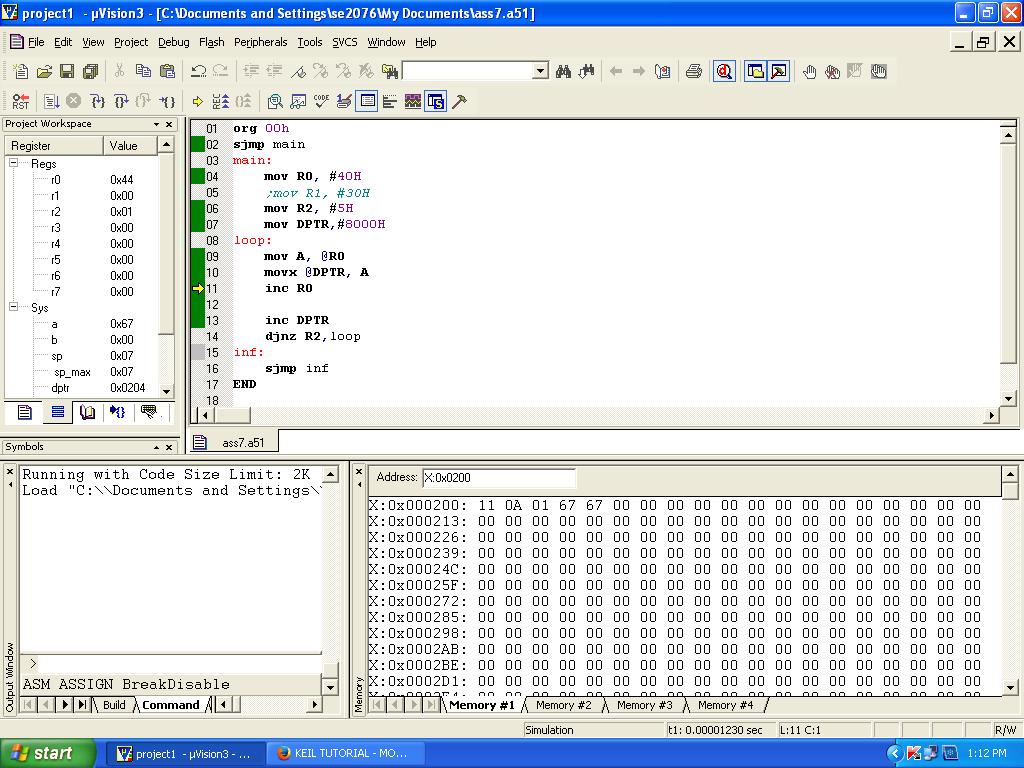 project1 - µVision3 - [C:\Documents and Settings\se2076\My Documents\ass7.a51]
File Edit View Project Debug Flash Peripherals Tools SVCS Window Help
RST CODE
Project Workspace
Register Value
Regs
r0 0x44
r1 0x00
r2 0x01
r3 0x00
r4 0x00
r5 0x00
r6 0x00
r7 0x00
Sys
a 0x67
b 0x00
sp 0x07
sp_max 0x07
dptr 0x0204
01 org 00h
02 sjmp main
03 main:
04 mov R0, #40H
05 ;mov R1, #30H
06 mov R2, #5H
07 mov DPTR,#8000H
08 loop:
09 mov A, @R0
10 movx @DPTR, A
11 inc R0
12
13 inc DPTR
14 djnz R2,loop
15 inf:
16 sjmp inf
17 END
18
ass7.a51
Symbols
Running with Code Size Limit: 2K
Load "C:\\Documents and Settings\
>
ASM ASSIGN BreakDisable
Build Command
Output Window
Address: X:0x0200
X:0x000200: 11 0A 01 67 67 00 00 00 00 00 00 00 00 00 00 00 00 00 00
X:0x000213: 00 00 00 00 00 00 00 00 00 00 00 00 00 00 00 00 00 00 00
X:0x000226: 00 00 00 00 00 00 00 00 00 00 00 00 00 00 00 00 00 00 00
X:0x000239: 00 00 00 00 00 00 00 00 00 00 00 00 00 00 00 00 00 00 00
X:0x00024C: 00 00 00 00 00 00 00 00 00 00 00 00 00 00 00 00 00 00 00
X:0x00025F: 00 00 00 00 00 00 00 00 00 00 00 00 00 00 00 00 00 00 00
X:0x000272: 00 00 00 00 00 00 00 00 00 00 00 00 00 00 00 00 00 00 00
X:0x000285: 00 00 00 00 00 00 00 00 00 00 00 00 00 00 00 00 00 00 00
X:0x000298: 00 00 00 00 00 00 00 00 00 00 00 00 00 00 00 00 00 00 00
X:0x0002AB: 00 00 00 00 00 00 00 00 00 00 00 00 00 00 00 00 00 00 00
X:0x0002BE: 00 00 00 00 00 00 00 00 00 00 00 00 00 00 00 00 00 00 00
X:0x0002D1: 00 00 00 00 00 00 00 00 00 00 00 00 00 00 00 00 00 00 00
Memory #1 Memory #2 Memory #3 Memory #4
Memory
Simulation t1: 0.00001230 sec L:11 C:1 R/W
start project1 - µVision3 - ... KEIL TUTORIAL - MO... 1:12 PM